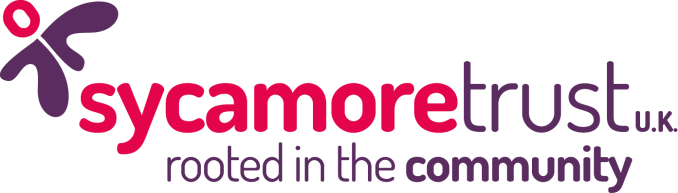 sycamoretrust U.K.
rooted in the community